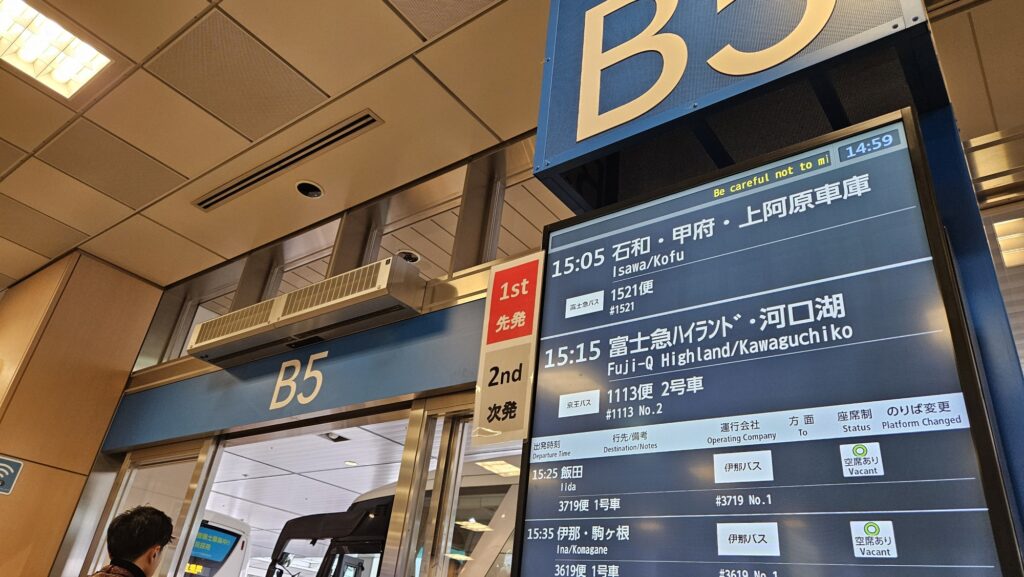 B5
Be careful not to mi
14:59
15:05 石和・甲府・上阿原車庫
Isawa/Kofu
富士急バス
1521便
#1521
15:15 富士急ﾊｲﾗﾝﾄﾞ・河口湖
Fuji-Q Highland/Kawaguchiko
京王バス
1113便 2号車
#1113 No.2
出発時刻 行先/備考 運行会社 方面 座席制 のりば変更
Departure Time Destination/Notes Operating Company To Status Platform Changed
15:25 飯田
Iida
伊那バス
空席あり
Vacant
3719便 1号車
#3719 No.1
15:35 伊那・駒ヶ根
Ina/Komagane
伊那バス
空席あり
Vacant
3619便 1号車
#3619 No.1
1st
先発
2nd
次発
B5